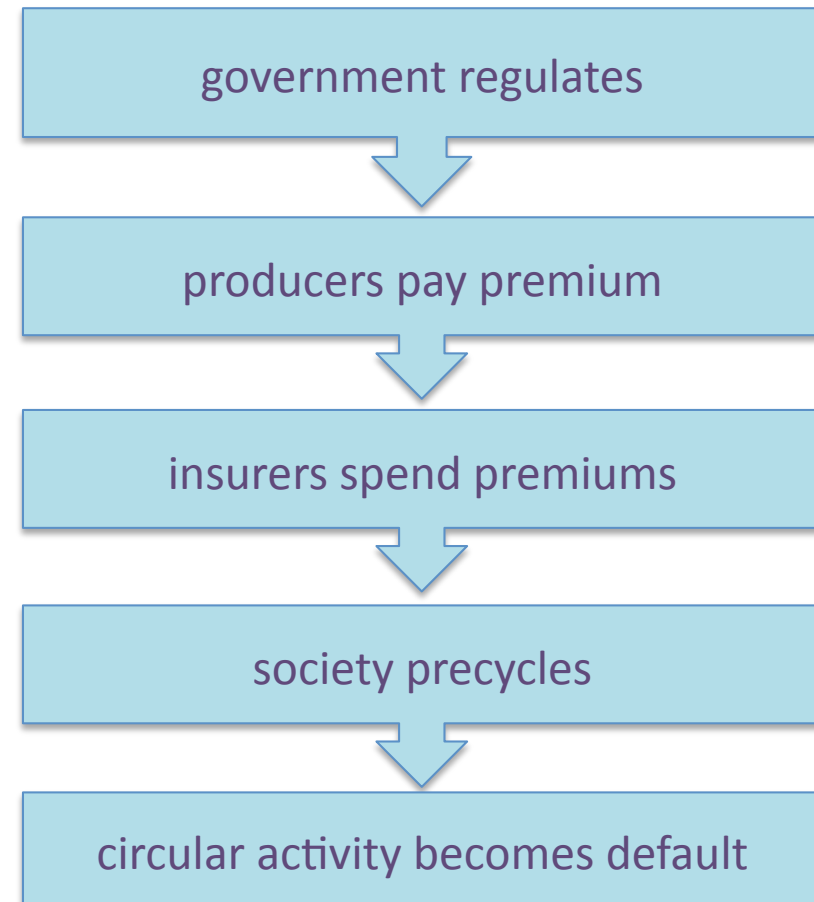 government regulates
producers pay premium
insurers spend premiums
society precycles
circular activity becomes default